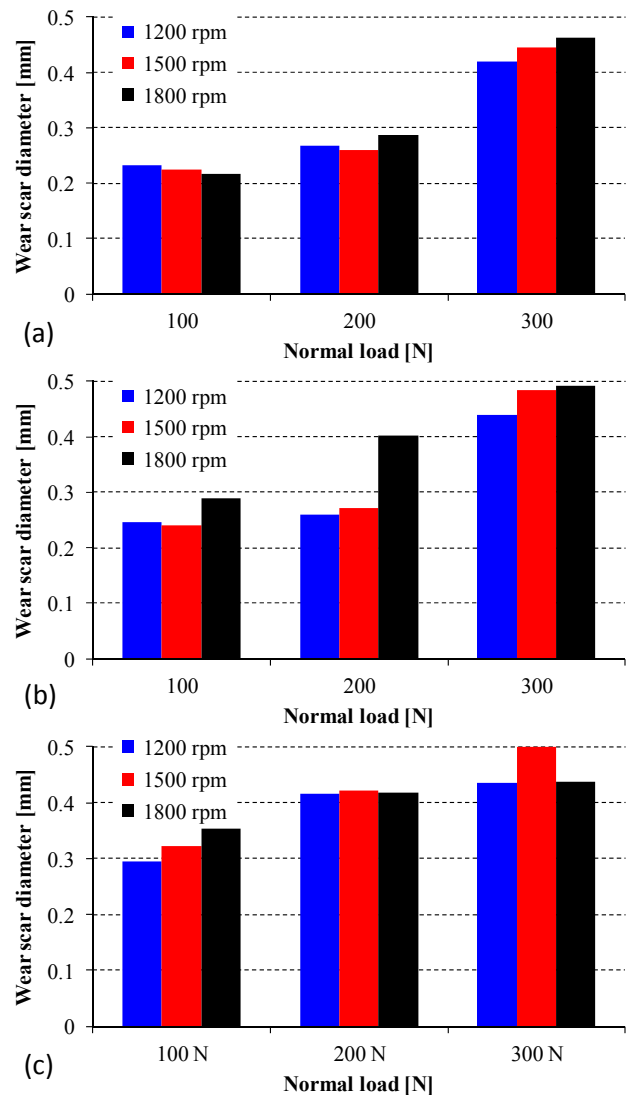 0.5
0.4
0.3
0.2
0.1
0
Wear scar diameter [mm]
1200 rpm
1500 rpm
1800 rpm
100 200 300
Normal load [N]
(a)
0.5
0.4
0.3
0.2
0.1
0
Wear scar diameter [mm]
1200 rpm
1500 rpm
1800 rpm
100 200 300
Normal load [N]
(b)
0.5
0.4
0.3
0.2
0.1
0
Wear scar diameter [mm]
1200 rpm
1500 rpm
1800 rpm
100 N 200 N 300 N
Normal load [N]
(c)